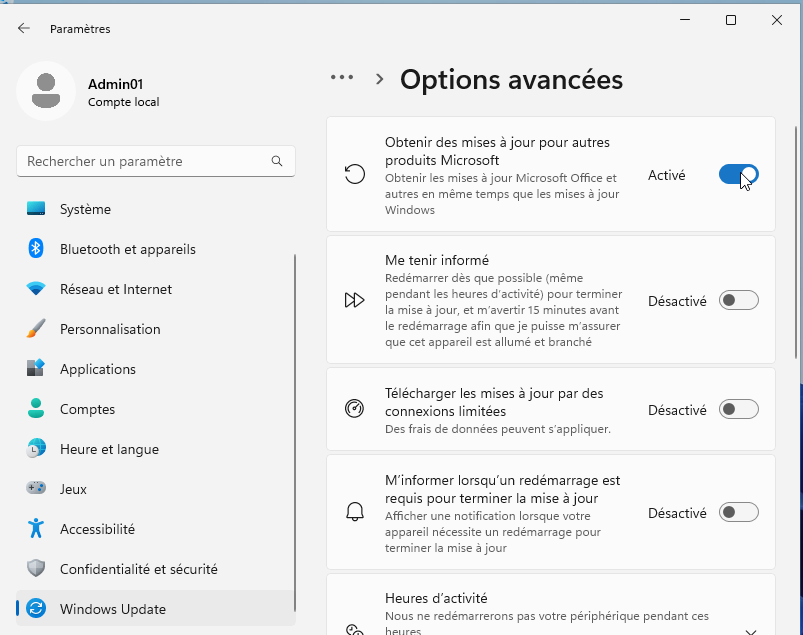 Paramètres
Admin01
Compte local
Rechercher un paramètre
Système
Bluetooth et appareils
Réseau et Internet
Personnalisation
Applications
Comptes
Heure et langue
Jeux
Accessibilité
Confidentialité et sécurité
Windows Update
... > Options avancées
Obtenir des mises à jour pour autres
produits Microsoft
Obtenir les mises à jour Microsoft Office et
autres en même temps que les mises à jour
Windows
Activé
Me tenir informé
Redémarrer dès que possible (même
pendant les heures d'activité) pour terminer
la mise à jour, et m'avertir 15 minutes avant
le redémarrage afin que je puisse m'assurer
que cet appareil est allumé et branché
Désactivé
Télécharger les mises à jour par des
connexions limitées
Des frais de données peuvent s'appliquer.
Désactivé
M'informer lorsqu'un redémarrage est
requis pour terminer la mise à jour
Afficher une notification lorsque votre
appareil nécessite un redémarrage pour
terminer la mise à jour
Désactivé
Heures d'activité
Nous ne redémarrerons pas votre périphérique pendant ces
heures